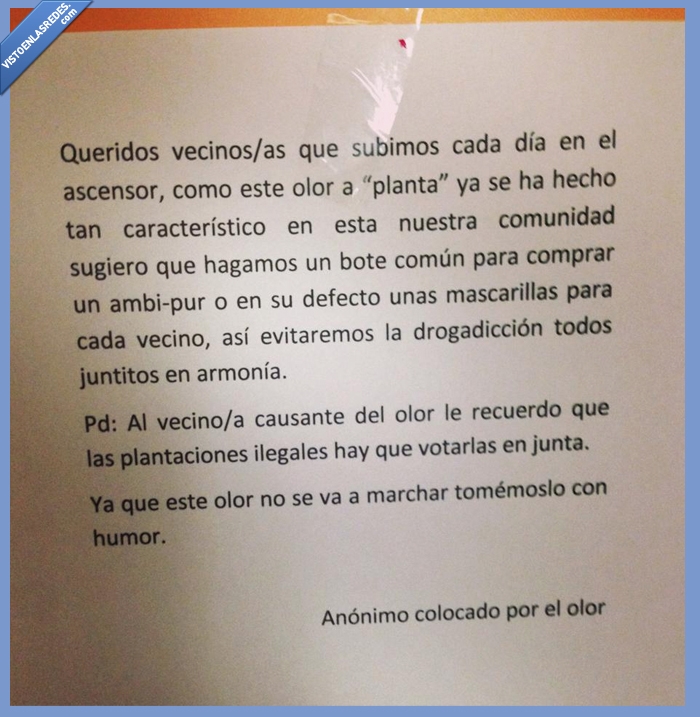 VISTOENLASREDES.com
Queridos vecinos/as que subimos cada día en el
ascensor, como este olor a “planta” ya se ha hecho
tan característico en esta nuestra comunidad
sugiero que hagamos un bote común para comprar
un ambi-pur o en su defecto unas mascarillas para
cada vecino, así evitaremos la drogadicción todos
juntitos en armonía.
Pd: Al vecino/a causante del olor le recuerdo que
las plantaciones ilegales hay que votarlas en junta.
Ya que este olor no se va a marchar tomémoslo con
humor.
Anónimo colocado por el olor